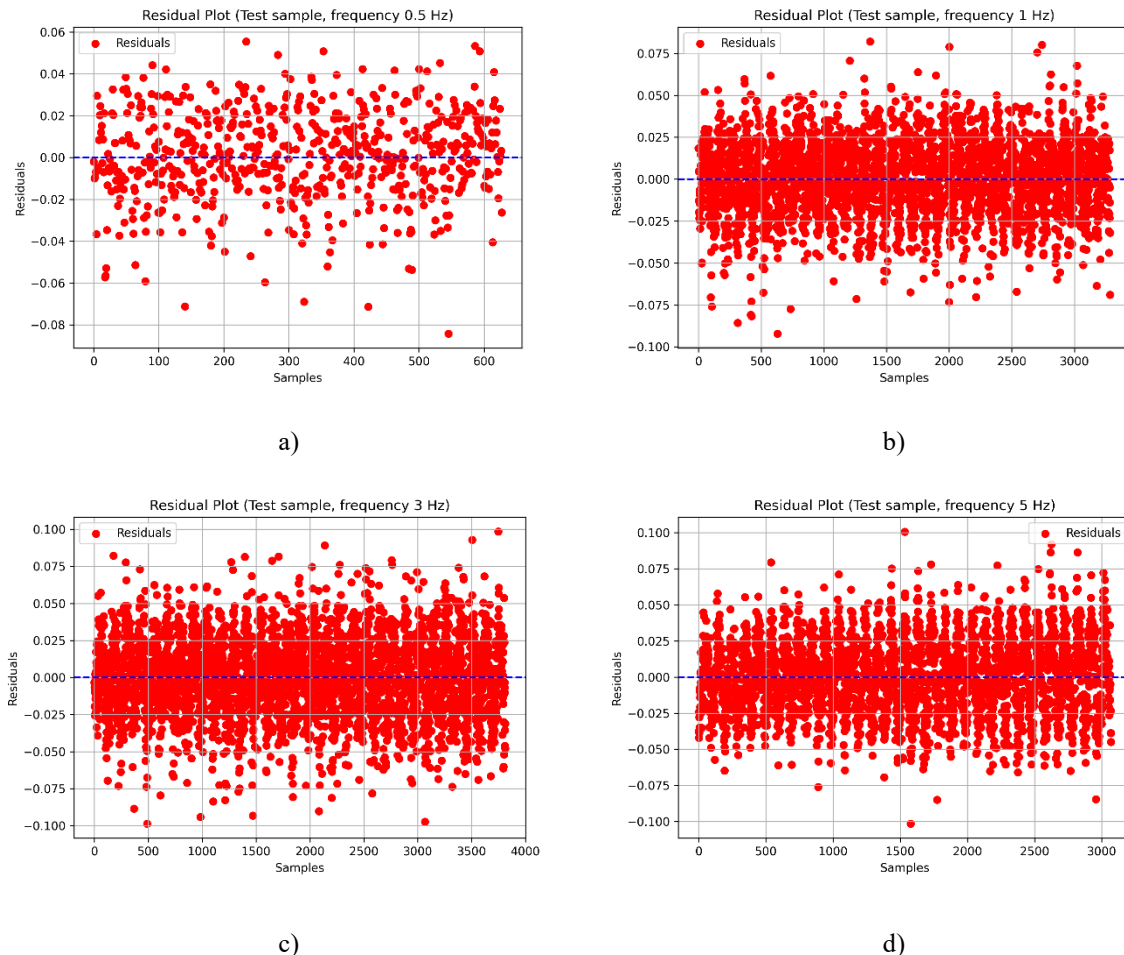 Residual Plot (Test sample, frequency 0.5 Hz)
Residuals
0.06
0.04
0.02
0.00
−0.02
−0.04
−0.06
−0.08
Residuals
0 100 200 300 400 500 600
Samples
a)
Residual Plot (Test sample, frequency 1 Hz)
Residuals
0.075
0.050
0.025
0.000
−0.025
−0.050
−0.075
−0.100
Residuals
0 500 1000 1500 2000 2500 3000
Samples
b)
Residual Plot (Test sample, frequency 3 Hz)
Residuals
0.100
0.075
0.050
0.025
0.000
−0.025
−0.050
−0.075
−0.100
Residuals
0 500 1000 1500 2000 2500 3000 3500 4000
Samples
c)
Residual Plot (Test sample, frequency 5 Hz)
Residuals
0.100
0.075
0.050
0.025
0.000
−0.025
−0.050
−0.075
−0.100
Residuals
0 500 1000 1500 2000 2500 3000
Samples
d)